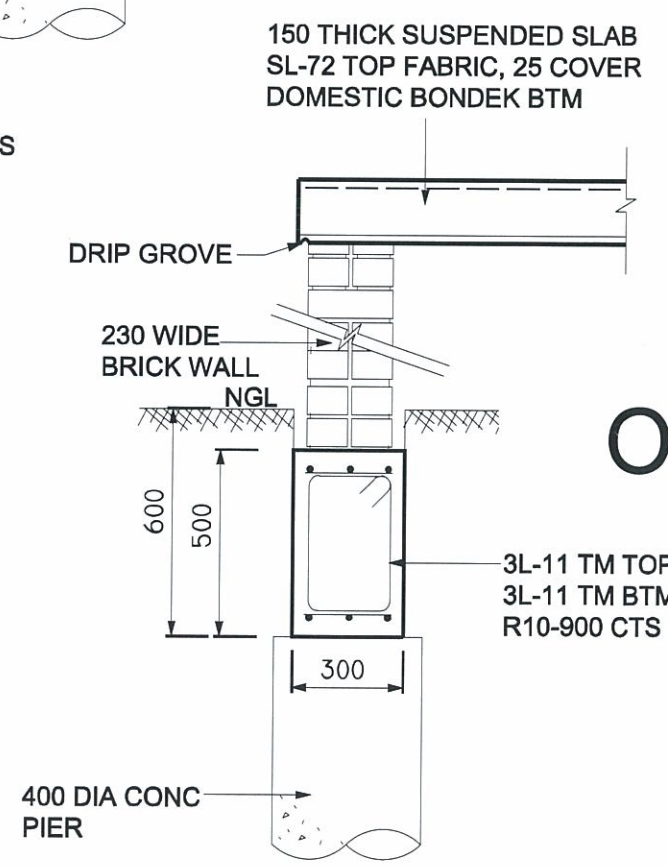 150 THICK SUSPENDED SLAB
SL-72 TOP FABRIC, 25 COVER
DOMESTIC BONDEK BTM
S
DRIP GROVE
230 WIDE
BRICK WALL
NGL
600
500
300
O
3L-11 TM TOP
3L-11 TM BTM
R10-900 CTS
400 DIA CONC
PIER